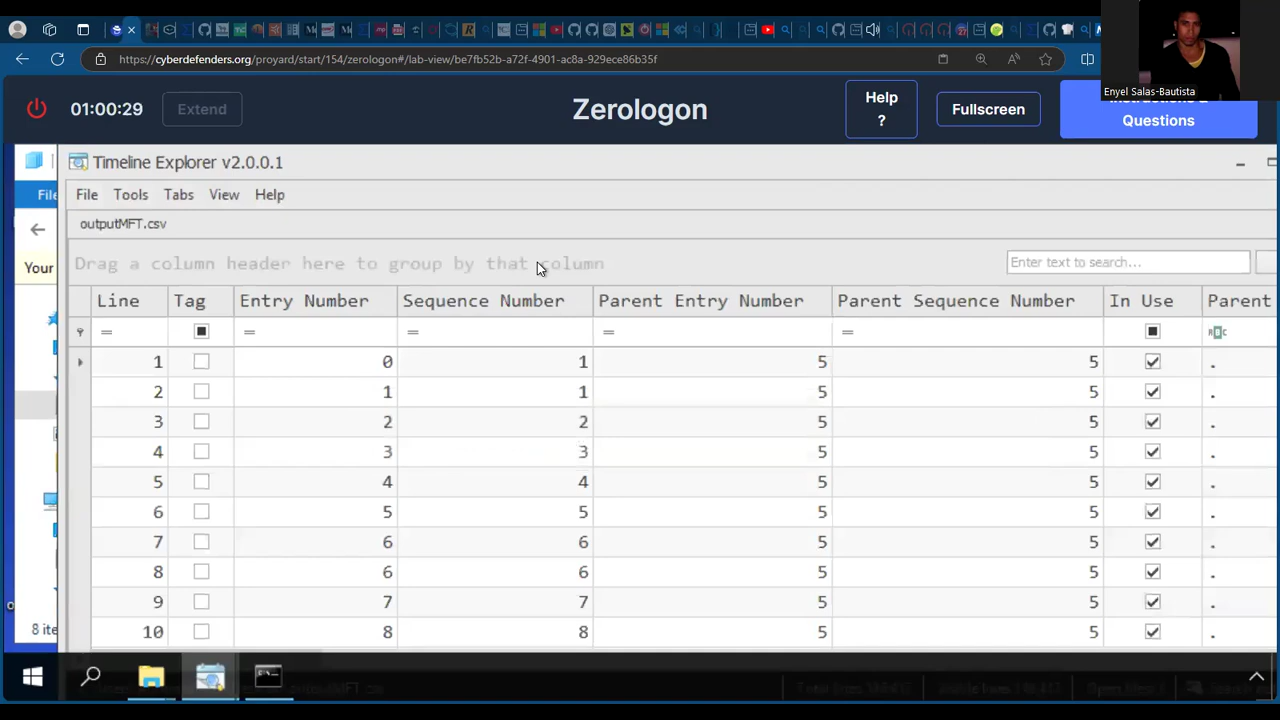 https://cyberdefenders.org/proyard/start/154/zerologon#/lab-view/be7fb52b-a72f-4901-ac8a-929ece86b35f
Enyel Salas-Bautista
01:00:29
Extend
Zerologon
Help
?
Fullscreen
Questions
Timeline Explorer v2.0.0.1
File
File Tools Tabs View Help
outputMFT.csv
Drag a column header here to group by that column
Enter text to search...
Your
Line Tag Entry Number Sequence Number Parent Entry Number Parent Sequence Number In Use Parent
= = = = =
1 0 1 5 5 .
2 1 1 5 5 .
3 2 2 5 5 .
4 3 3 5 5 .
5 4 4 5 5 .
6 5 5 5 5 .
7 6 6 5 5 .
8 6 6 5 5 .
9 7 7 5 5 .
10 8 8 5 5 .
8 ite